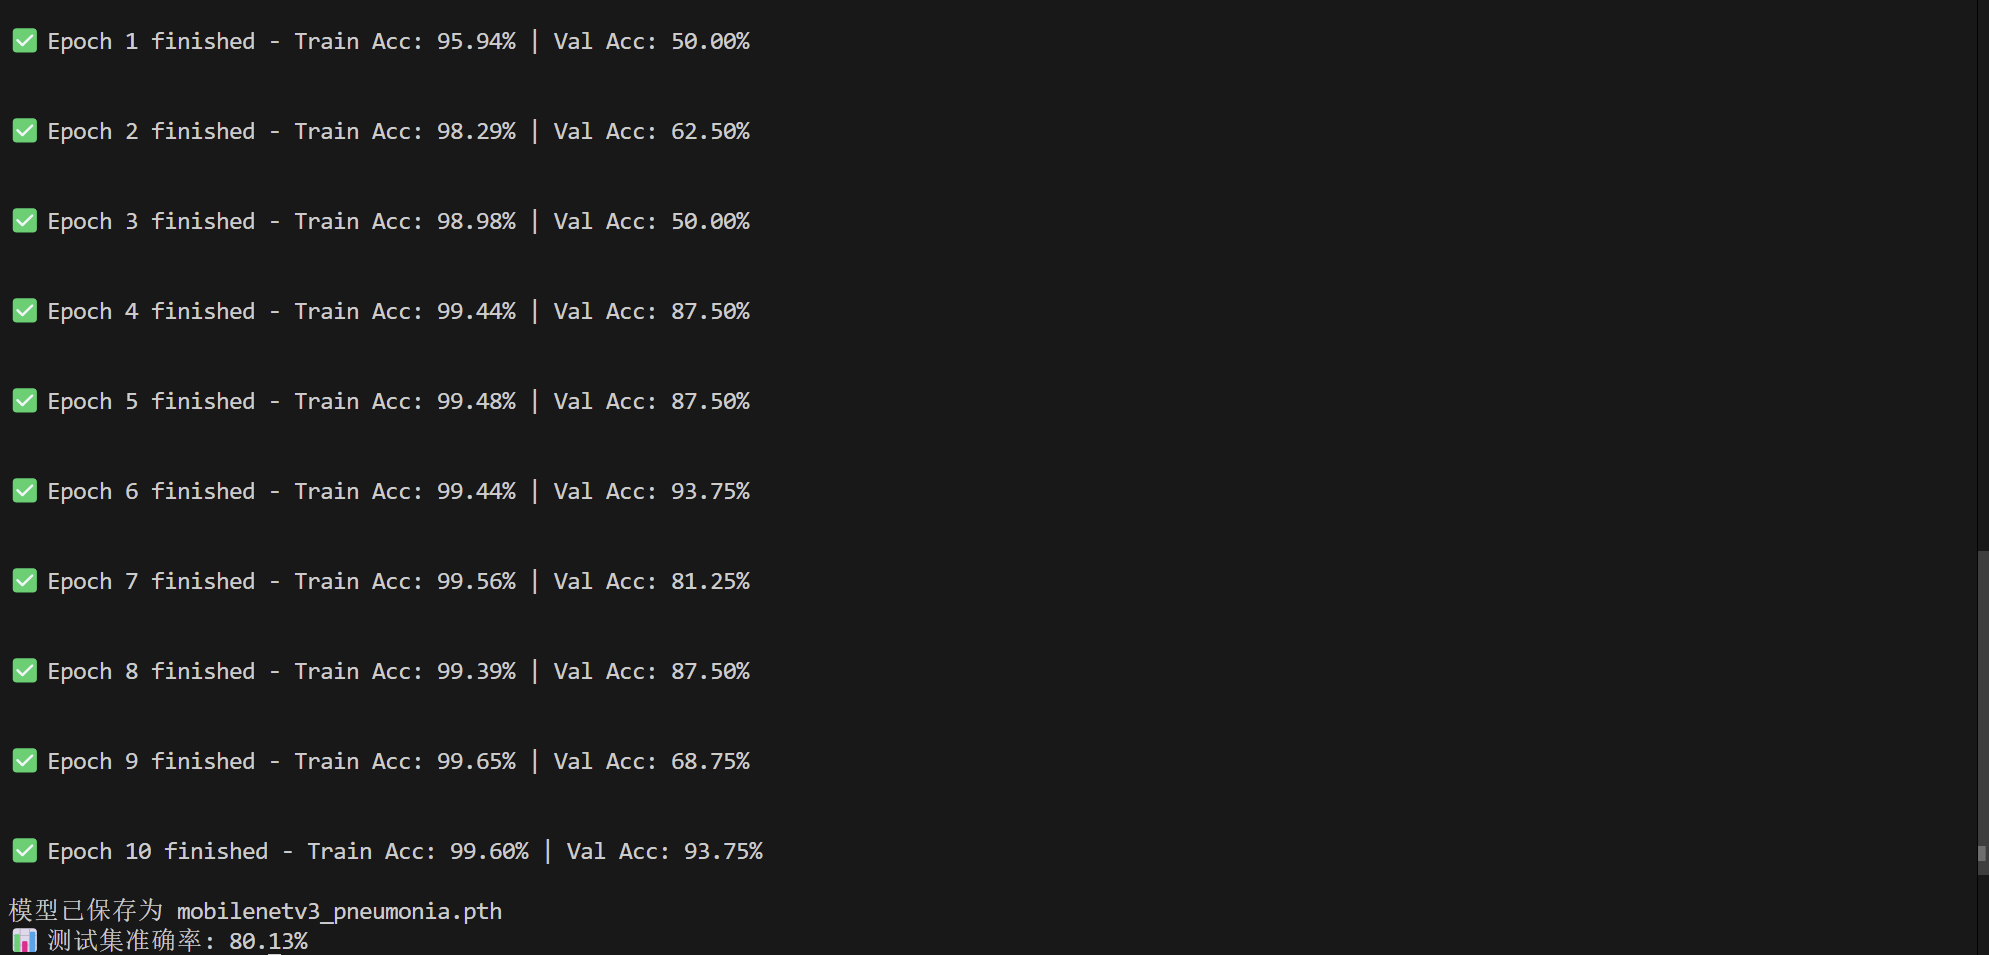 ✅ Epoch 1 finished - Train Acc: 95.94% | Val Acc: 50.00%
✅ Epoch 2 finished - Train Acc: 98.29% | Val Acc: 62.50%
✅ Epoch 3 finished - Train Acc: 98.98% | Val Acc: 50.00%
✅ Epoch 4 finished - Train Acc: 99.44% | Val Acc: 87.50%
✅ Epoch 5 finished - Train Acc: 99.48% | Val Acc: 87.50%
✅ Epoch 6 finished - Train Acc: 99.44% | Val Acc: 93.75%
✅ Epoch 7 finished - Train Acc: 99.56% | Val Acc: 81.25%
✅ Epoch 8 finished - Train Acc: 99.39% | Val Acc: 87.50%
✅ Epoch 9 finished - Train Acc: 99.65% | Val Acc: 68.75%
✅ Epoch 10 finished - Train Acc: 99.60% | Val Acc: 93.75%
模型已保存为 mobilenetv3_pneumonia.pth
📊 测试集准确率: 80.13%